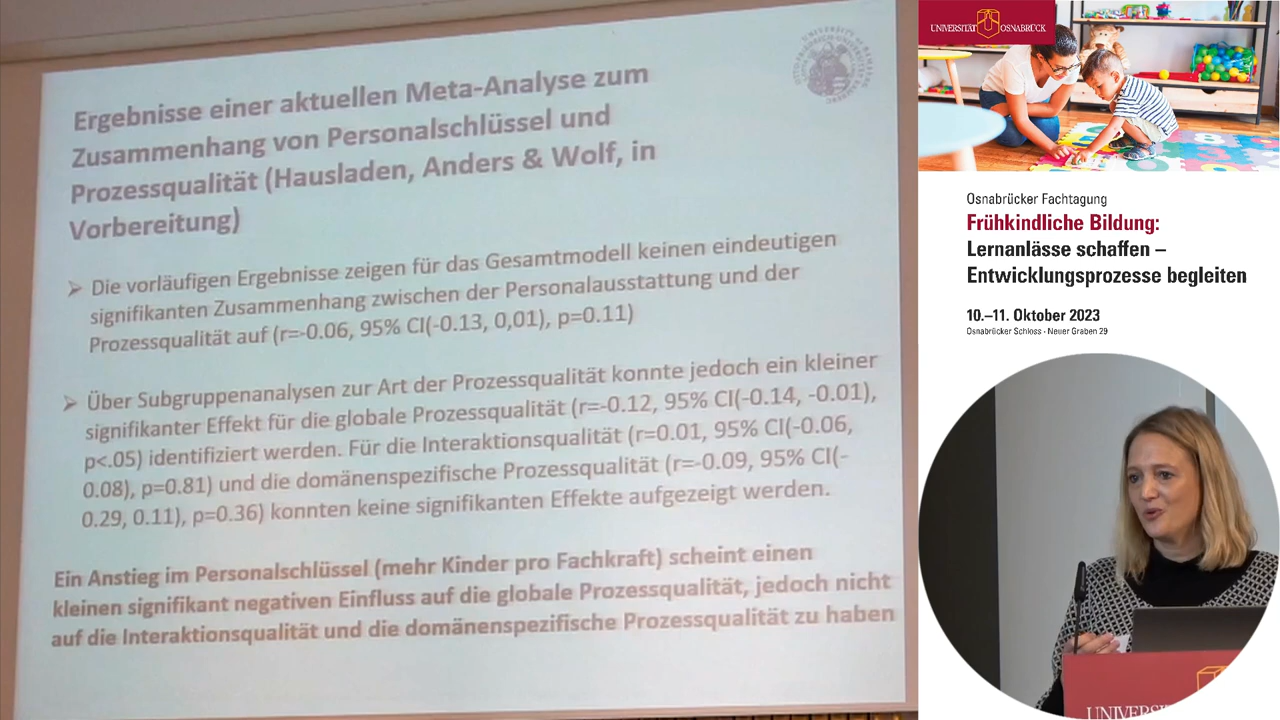 Ergebnisse einer aktuellen Meta-Analyse zum
Zusammenhang von Personalschlüssel und
Prozessqualität (Hausladen, Anders & Wolf, in
Vorbereitung)
➢ Die vorläufigen Ergebnisse zeigen für das Gesamtmodell keinen eindeutigen
signifikanten Zusammenhang zwischen der Personalausstattung und der
Prozessqualität auf (r=-0.06, 95% CI(-0.13, 0,01), p=0.11)
➢ Über Subgruppenanalysen zur Art der Prozessqualität konnte jedoch ein kleiner
signifikanter Effekt für die globale Prozessqualität (r=-0.12, 95% CI(-0.14, -0.01),
p<.05) identifiziert werden. Für die Interaktionsqualität (r=0.01, 95% CI(-0.06,
0.08), p=0.81) und die domänenspezifische Prozessqualität (r=-0.09, 95% CI(-
0.29, 0.11), p=0.36) konnten keine signifikanten Effekte aufgezeigt werden.
Ein Anstieg im Personalschlüssel (mehr Kinder pro Fachkraft) scheint einen
kleinen signifikant negativen Einfluss auf die globale Prozessqualität, jedoch nicht
auf die Interaktionsqualität und die domänenspezifische Prozessqualität zu haben
UNIVERSITÄT OSNABRÜCK
Osnabrücker Fachtagung
Frühkindliche Bildung:
Lernanlässe schaffen –
Entwicklungsprozesse begleiten
10.–11. Oktober 2023
Osnabrücker Schloss · Neuer Graben 29
UNIVERSI